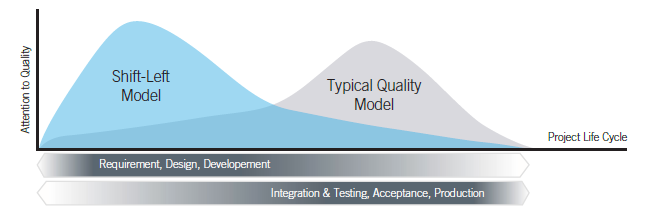 Attention to Quality
Shift-Left
Model
Typical Quality
Model
Project Life Cycle
Requirement, Design, Developement
Integration & Testing, Acceptance, Production